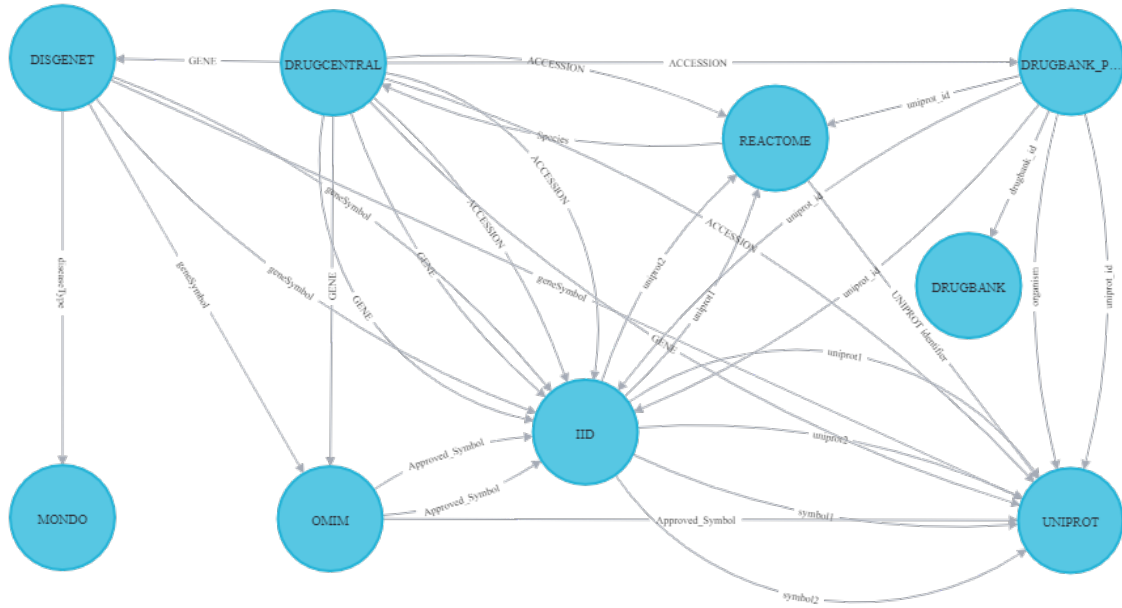 DISGENET
GENE
DRUGCENTRAL
ACCESSION
ACCESSION
DRUGBANK_P...
uniprot_id
REACTOME
Species
ACCESSION
drugbank_id
geneSymbol
ACCESSION
uniprot_id
ACCESSION
uniprot2
GENE
diseaseType
geneSymbol
geneSymbol
GENE
GENE
uniprot1
uniprot_id
geneSymbol
DRUGBANK
organism
uniprot_id
UNIPROT identifier
GENE
uniprot1
IID
Approved_Symbol
uniprot2
Approved_Symbol
MONDO
OMIM
Approved_Symbol
symbol1
UNIPROT
symbol2